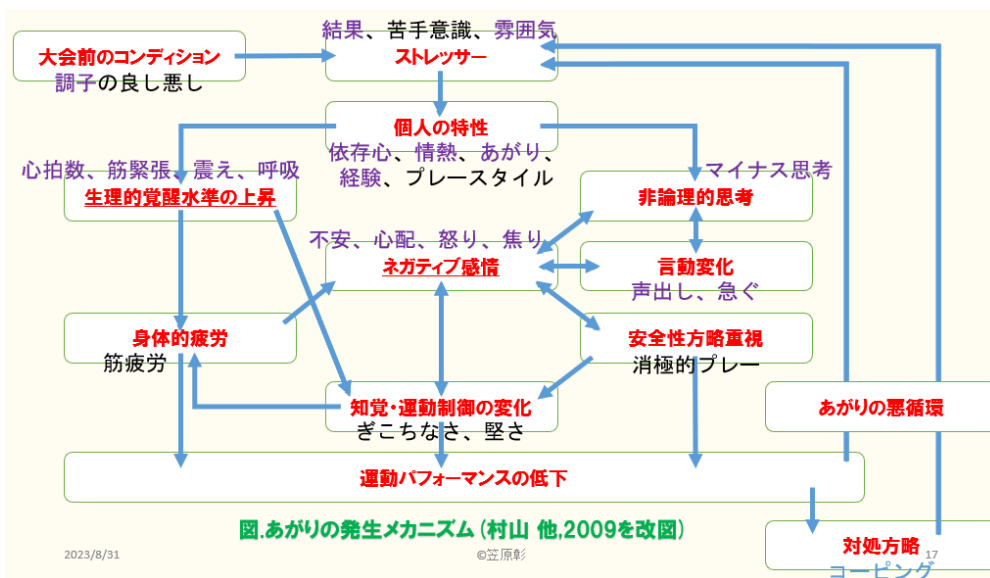 結果、苦手意識、雰囲気
大会前のコンディション
ストレッサー
調子の良し悪し
個人の特性
依存心、情熱、あがり、
経験、プレースタイル
心拍数、筋緊張、震え、呼吸
生理的覚醒水準の上昇
マイナス思考
非論理的思考
不安、心配、怒り、焦り
ネガティブ感情
言動変化
声出し、急ぐ
身体的疲労
筋疲労
安全性方略重視
消極的プレー
知覚・運動制御の変化
ぎこちなさ、堅さ
あがりの悪循環
運動パフォーマンスの低下
図.あがりの発生メカニズム(村山 他,2009を改図)
対処方略
コーピング
2023/8/31
©笠原彰
17